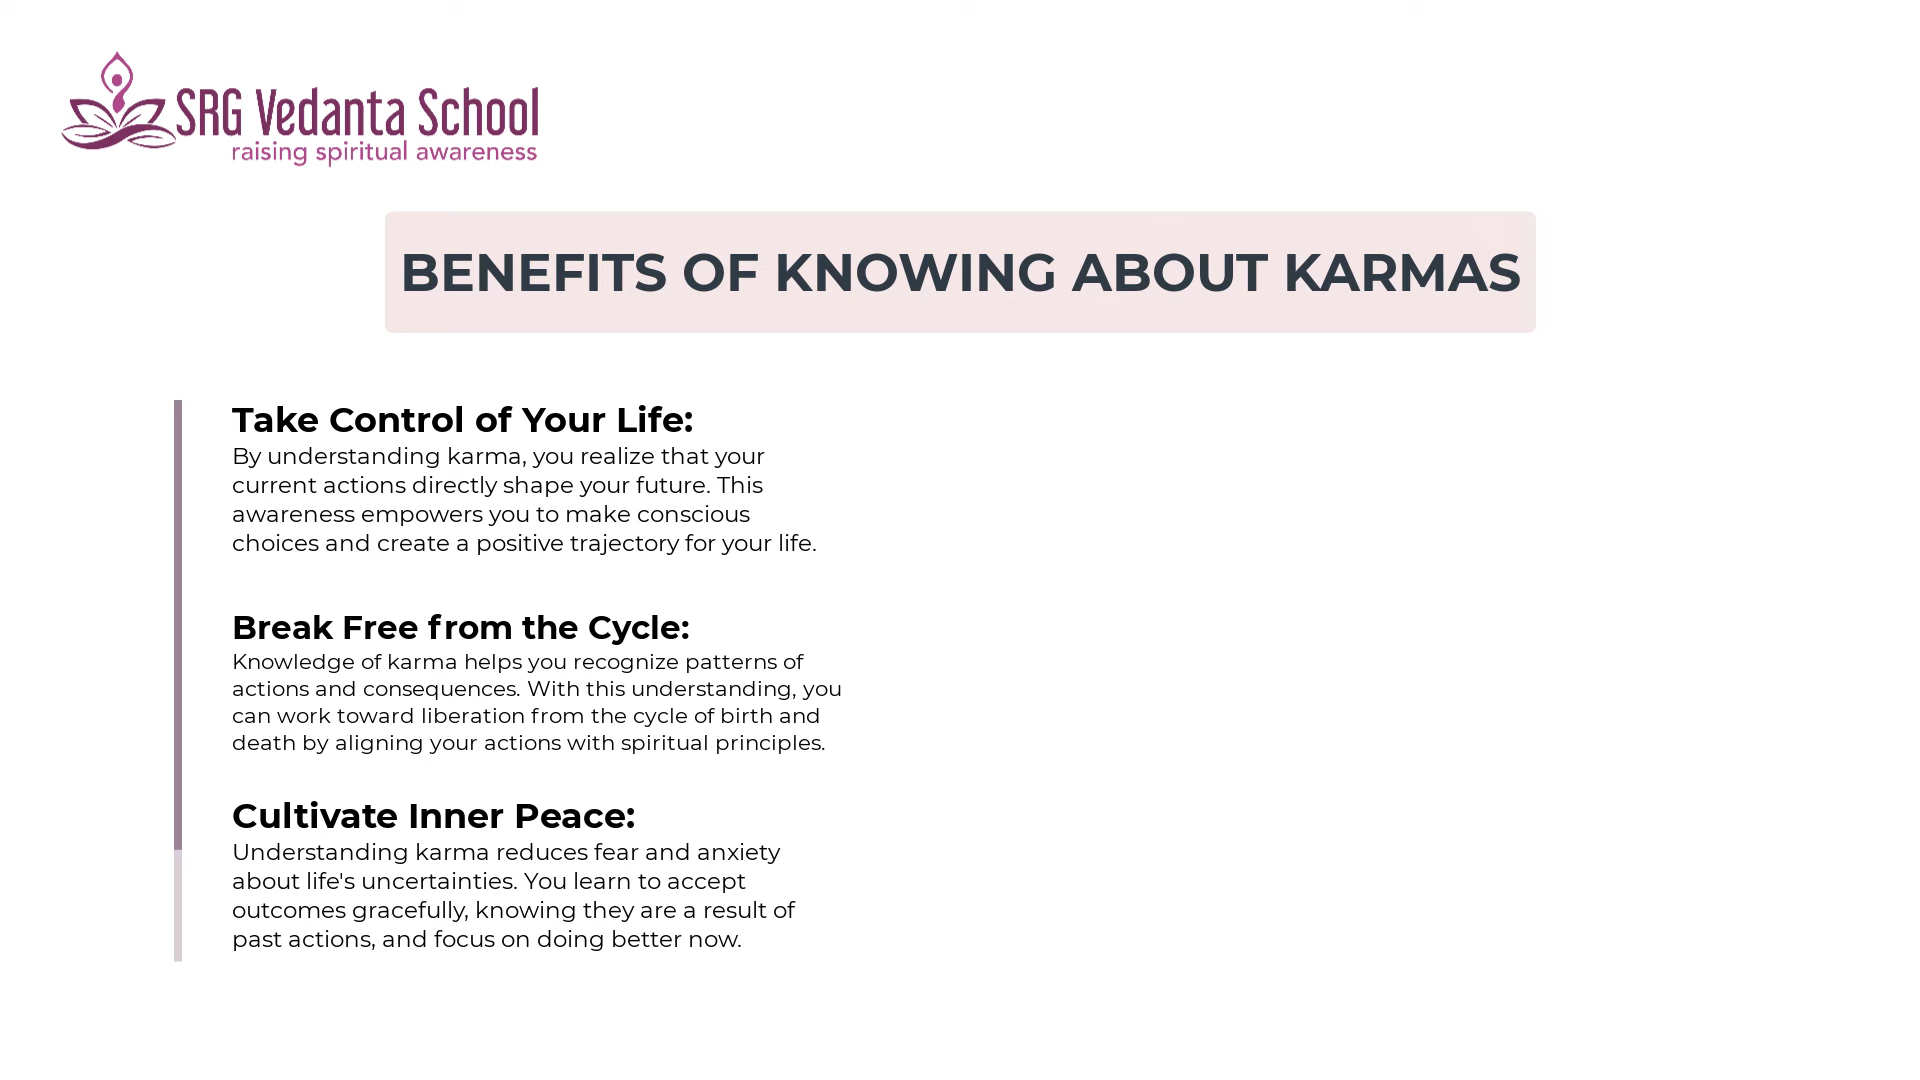 SRG Vedanta School
raising spiritual awareness
BENEFITS OF KNOWING ABOUT KARMAS
Take Control of Your Life:
By understanding karma, you realize that your
current actions directly shape your future. This
awareness empowers you to make conscious
choices and create a positive trajectory for your life.
Break Free from the Cycle:
Knowledge of karma helps you recognize patterns of
actions and consequences. With this understanding, you
can work toward liberation from the cycle of birth and
death by aligning your actions with spiritual principles.
Cultivate Inner Peace:
Understanding karma reduces fear and anxiety
about life's uncertainties. You learn to accept
outcomes gracefully, knowing they are a result of
past actions, and focus on doing better now.